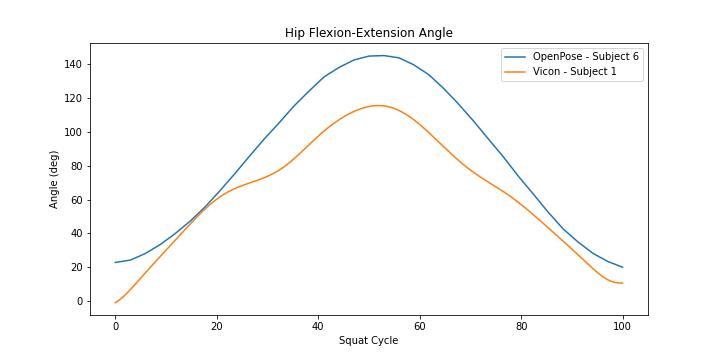 Hip Flexion-Extension Angle
OpenPose - Subject 6
Vicon - Subject 1
Angle (deg)
140
120
100
80
60
40
20
0
0 20 40 60 80 100
Squat Cycle